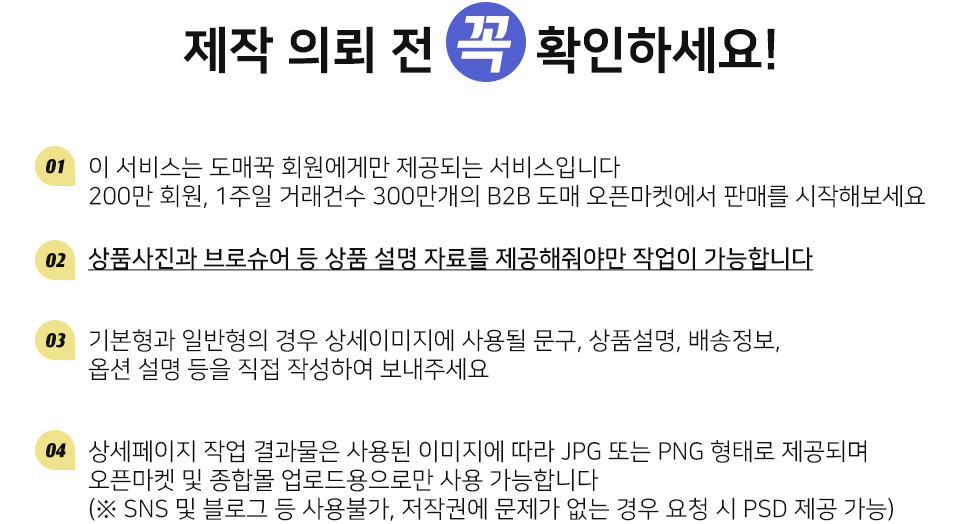 제작 의뢰 전 꼭 확인하세요!
01 이 서비스는 도매꾹 회원에게만 제공되는 서비스입니다
200만 회원, 1주일 거래건수 300만개의 B2B 도매 오픈마켓에서 판매를 시작해보세요
02 상품사진과 브로슈어 등 상품 설명 자료를 제공해줘야만 작업이 가능합니다
03 기본형과 일반형의 경우 상세이미지에 사용될 문구, 상품설명, 배송정보,
옵션 설명 등을 직접 작성하여 보내주세요
04 상세페이지 작업 결과물은 사용된 이미지에 따라 JPG 또는 PNG 형태로 제공되며
오픈마켓 및 종합몰 업로드용으로만 사용 가능합니다
(※ SNS 및 블로그 등 사용불가, 저작권에 문제가 없는 경우 요청 시 PSD 제공 가능)